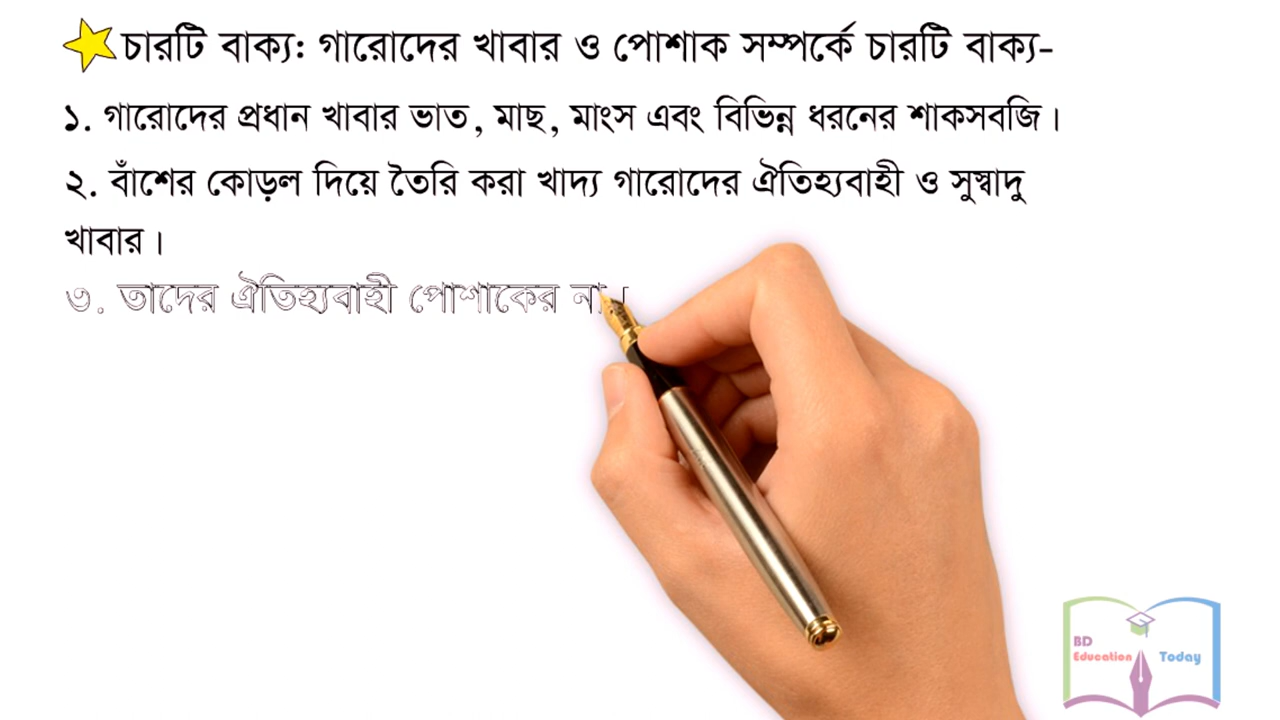 চারটি বাক্য: গারোদের খাবার ও পোশাক সম্পর্কে চারটি বাক্য-
১. গারোদের প্রধান খাবার ভাত, মাছ, মাংস এবং বিভিন্ন ধরনের শাকসবজি।
২. বাঁশের কোড়ল দিয়ে তৈরি করা খাদ্য গারোদের ঐতিহ্যবাহী ও সুস্বাদু
খাবার।
৩. তাদের ঐতিহ্যবাহী পোশাকের
BD
Education Today